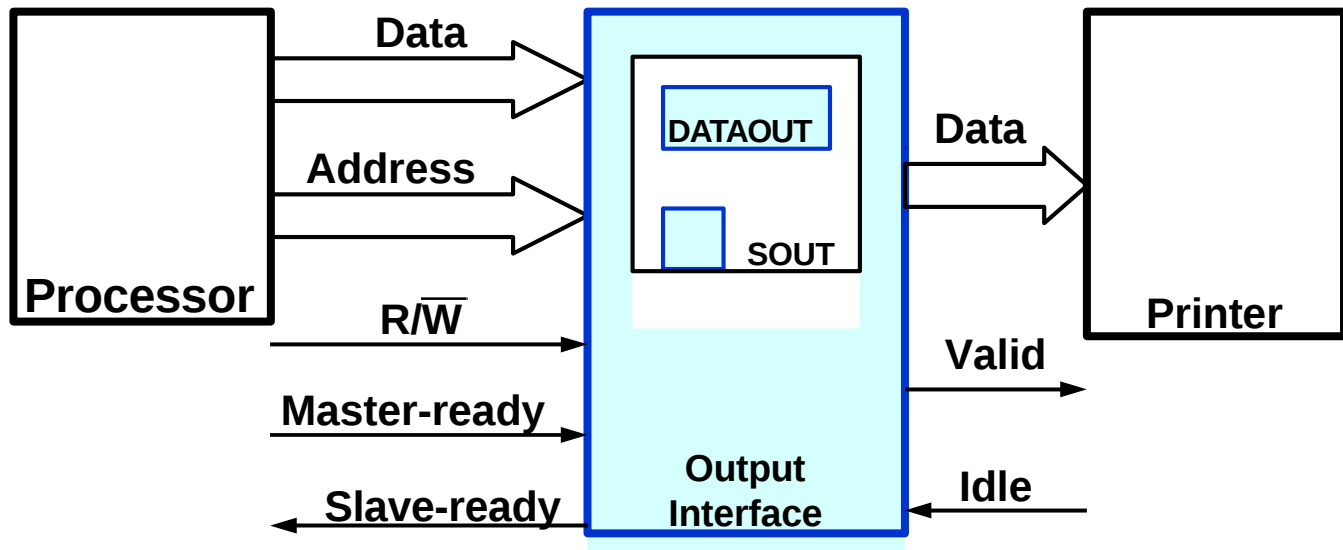 Data
Address
Processor
R/W̅
Master-ready
Slave-ready
DATAOUT
SOUT
Output
Interface
Data
Printer
Valid
Idle